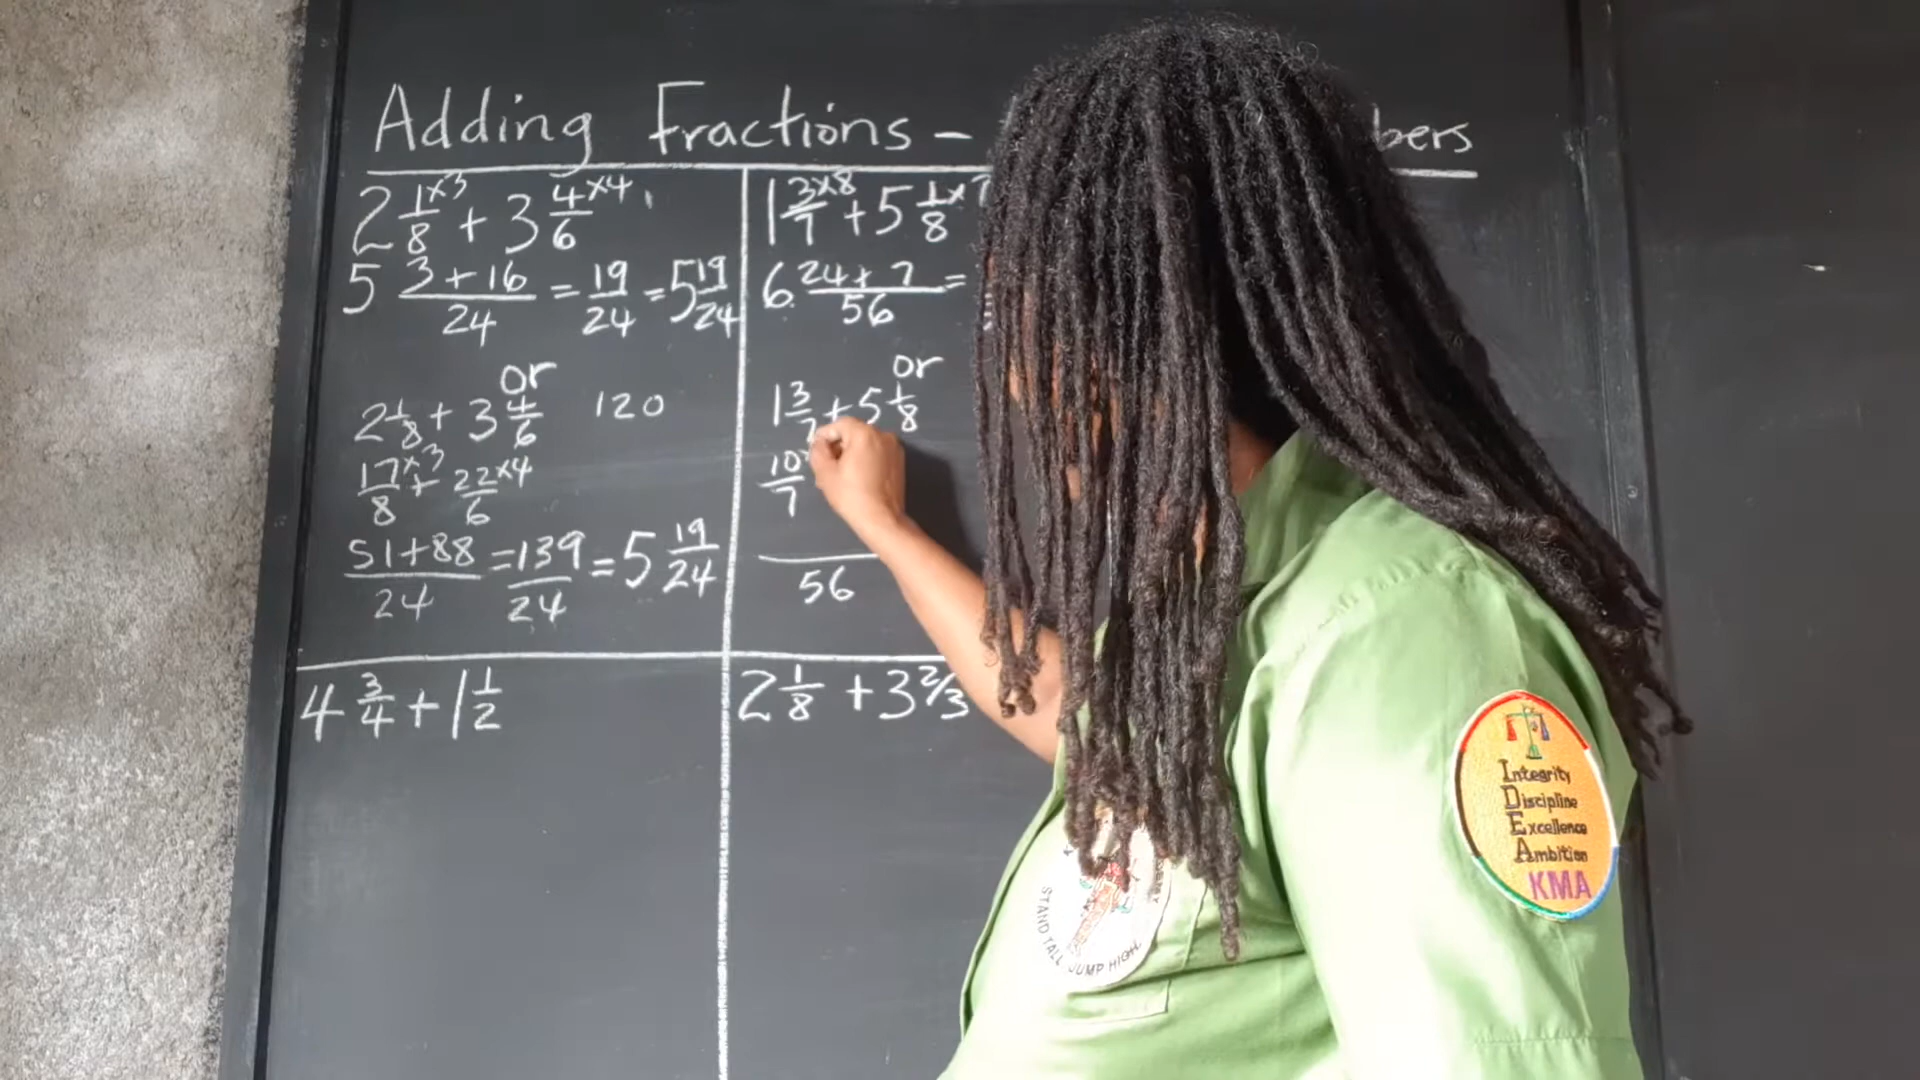 Adding Fractions - bers
2 1/8 ×3 + 3 4/6 ×4
5 3+16/24 = 19/24 = 5 19/24
or
2 1/8 + 3 4/6 120
17/8 ×3 + 22/6 ×4
51+88/24 = 139/24 = 5 19/24
1 3/7 ×8 + 5 1/8 ×7
6 24+7/56 =
or
1 3/7 + 5 1/8
10/7
56
4 3/4 + 1 1/2
2 1/8 + 3 2/3
Integrity
Discipline
Excellence
Ambition
KMA
STAND TALL JUMP HIGH